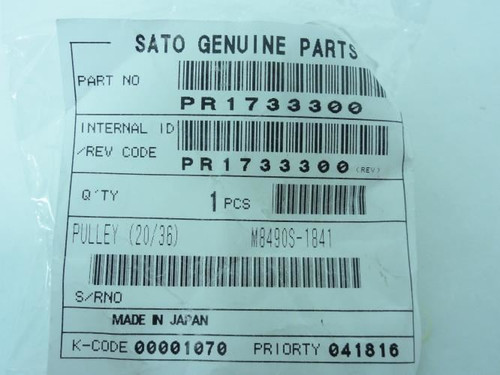 SATO GENUINE PARTS
PART NO
PR1733300
INTERNAL ID
/REV CODE
PR1733300 (REV)
Q'TY 1 PCS
PULLEY (20/36) M8490S-1841
S/RNO
MADE IN JAPAN
K-CODE 00001070 PRIORTY 041816